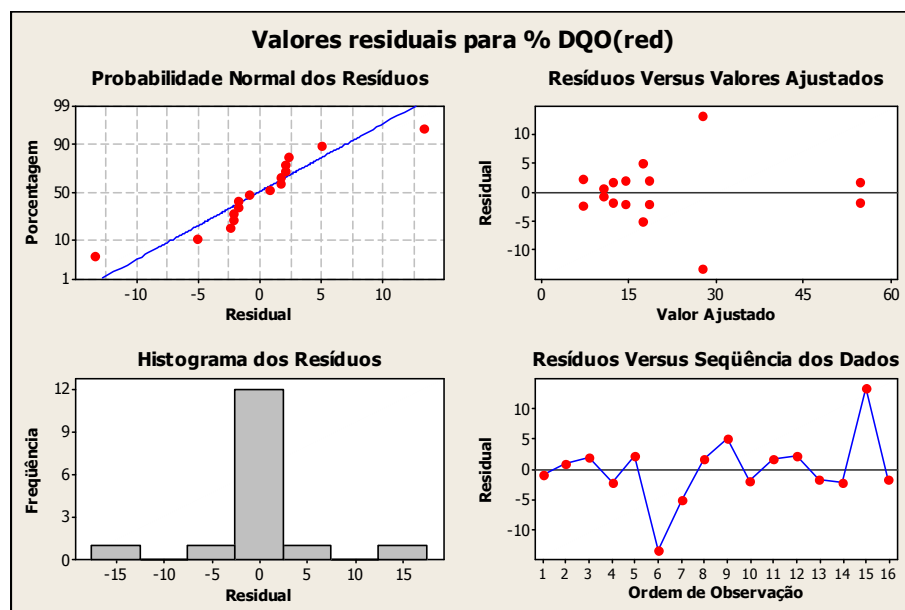 Valores residuais para % DQO(red)
Probabilidade Normal dos Resíduos
Porcentagem
99
90
50
10
1
-10 -5 0 5 10
Residual
Resíduos Versus Valores Ajustados
Residual
10
5
0
-5
-10
0 15 30 45 60
Valor Ajustado
Histograma dos Resíduos
Freqüência
12
9
6
3
0
-15 -10 -5 0 5 10 15
Residual
Resíduos Versus Seqüência dos Dados
Residual
10
5
0
-5
-10
1 2 3 4 5 6 7 8 9 10 11 12 13 14 15 16
Ordem de Observação